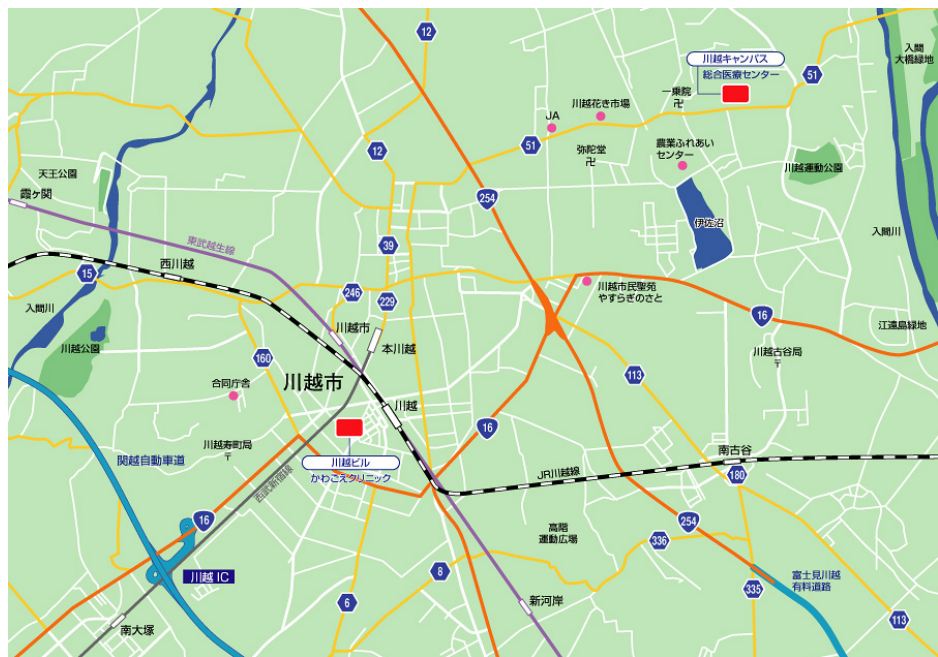 12
入間
大橋緑地
川越キャンパス
総合医療センター
51
一乗院
川越花き市場
JA
51
12
弥陀堂
農業ふれあい
センター
川越運動公園
天王公園
霞ヶ関
254
伊佐沼
入間川
東武越生線
39
西川越
15
246
229
川越市民聖苑
やすらぎのさと
16
江遠島緑地
入間川
川越市
本川越
川越公園
160
川越古谷局
113
合同庁舎
川越市
川越
16
川越寿町局
川越ビル
かわごえクリニック
関越自動車道
西武新宿線
南古谷
JR川越線
180
16
254
高階
運動広場
336
川越 IC
8
富士見川越
有料道路
335
6
新河岸
113
南大塚